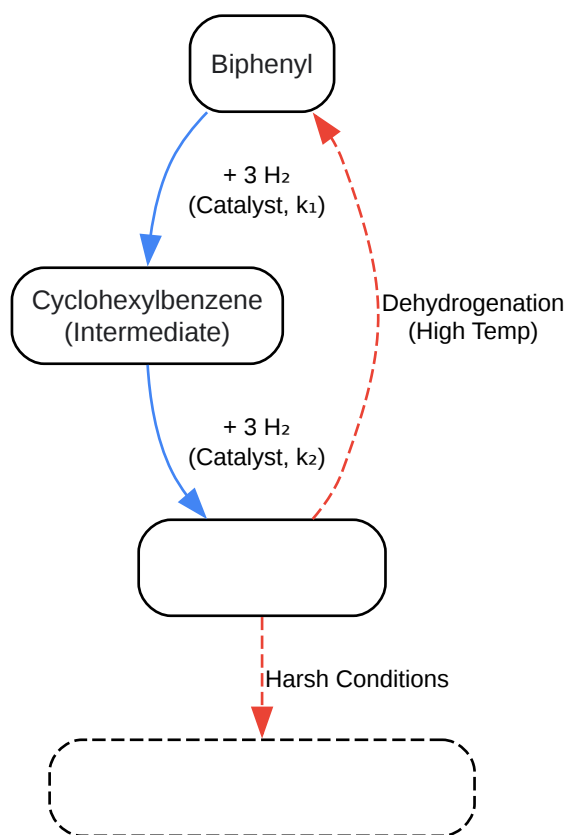 Biphenyl
+ 3 H₂
(Catalyst, k₁)
Cyclohexylbenzene
(Intermediate)
Dehydrogenation
(High Temp)
+ 3 H₂
(Catalyst, k₂)
Harsh Conditions